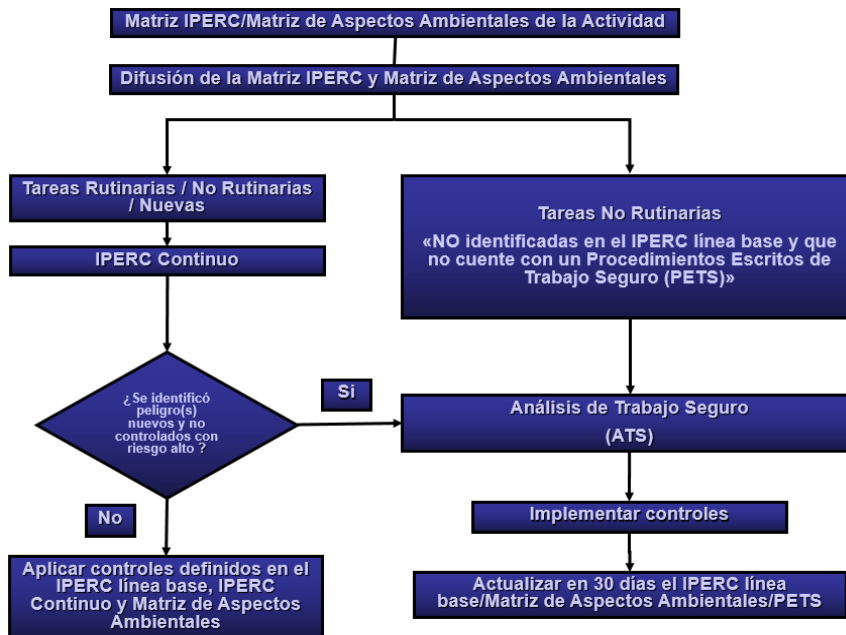 Matriz IPERC/Matriz de Aspectos Ambientales de la Actividad
Difusión de la Matriz IPERC y Matriz de Aspectos Ambientales
Tareas Rutinarias / No Rutinarias
/ Nuevas
IPERC Continuo
Tareas No Rutinarias
«NO identificadas en el IPERC línea base y que
no cuente con un Procedimientos Escritos de
Trabajo Seguro (PETS)»
¿Se identificó
peligro(s)
nuevos y no
controlados con
riesgo alto ?
Si
Análisis de Trabajo Seguro
(ATS)
No
Implementar controles
Aplicar controles definidos en el
IPERC línea base, IPERC
Continuo y Matriz de Aspectos
Ambientales
Actualizar en 30 días el IPERC línea
base/Matriz de Aspectos Ambientales/PETS